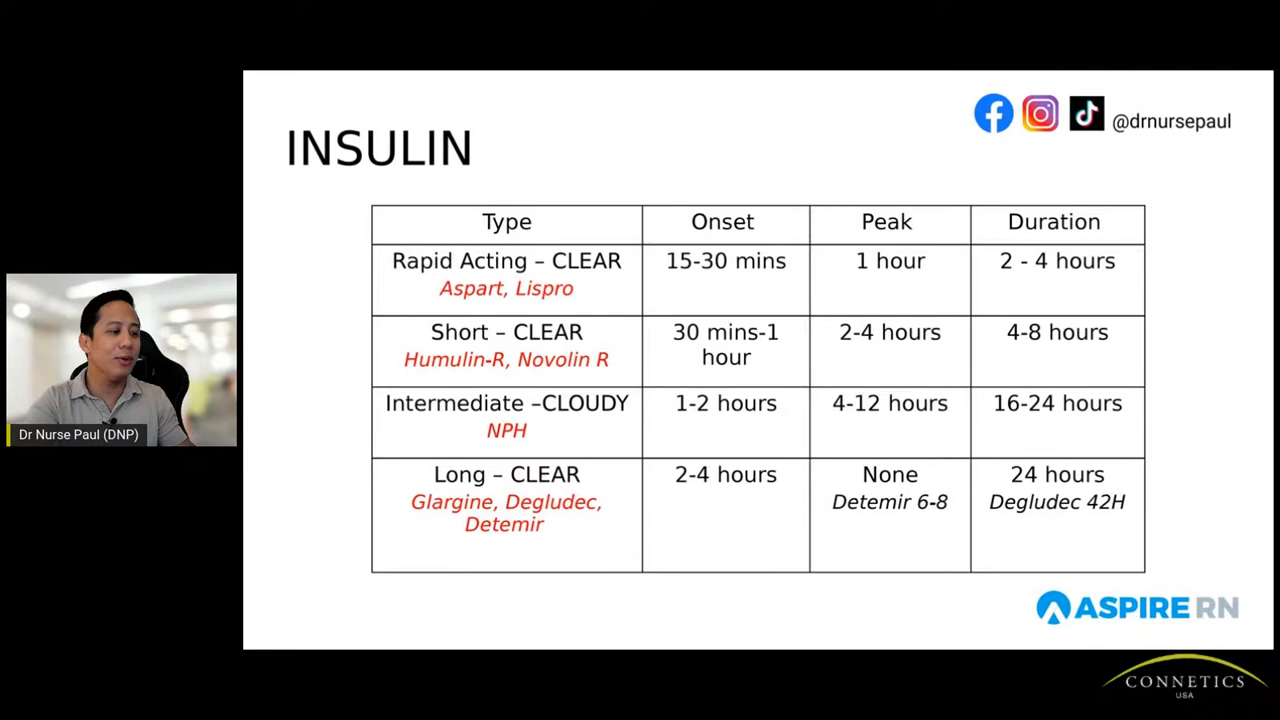 @drnursepaul
INSULIN
Type Onset Peak Duration
Rapid Acting – CLEAR 15-30 mins 1 hour 2 - 4 hours
Aspart, Lispro
Short – CLEAR 30 mins-1 2-4 hours 4-8 hours
Humulin-R, Novolin R hour
Intermediate –CLOUDY 1-2 hours 4-12 hours 16-24 hours
NPH
Long – CLEAR 2-4 hours None 24 hours
Glargine, Degludec, Detemir 6-8 Degludec 42H
Detemir
Dr Nurse Paul (DNP)
ASPIRE RN
CONNETICS
USA